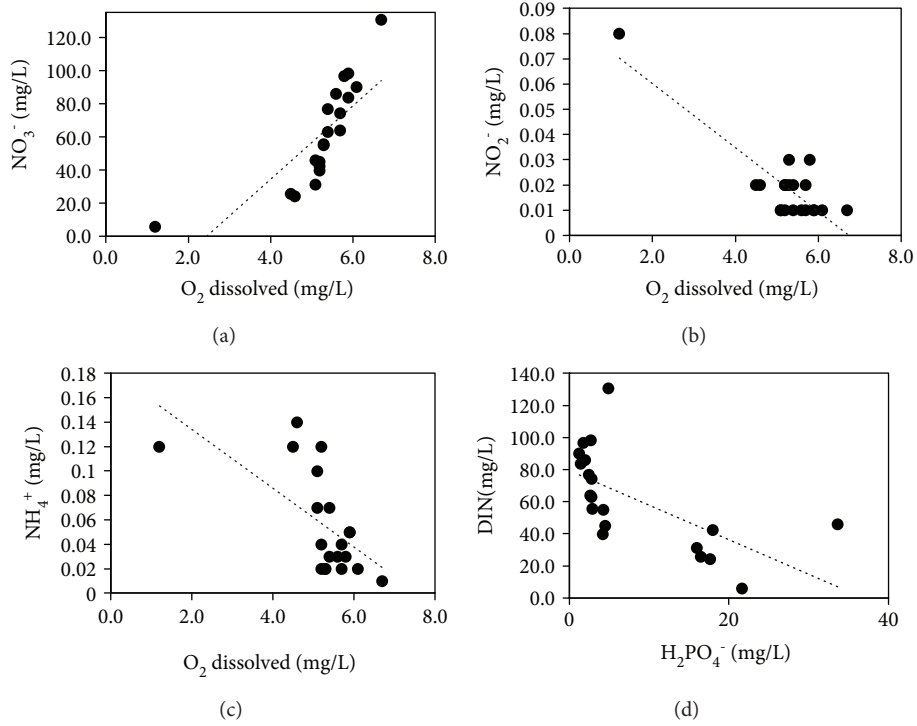 120.0
100.0
80.0
60.0
40.0
20.0
0.0
NO₃⁻ (mg/L)
0.0 2.0 4.0 6.0 8.0
O₂ dissolved (mg/L)
(a)
0.09
0.08
0.07
0.06
0.05
0.04
0.03
0.02
0.01
NO₂⁻ (mg/L)
0.0 2.0 4.0 6.0 8.0
O₂ dissolved (mg/L)
(b)
0.18
0.16
0.14
0.12
0.1
0.08
0.06
0.04
0.02
0
NH₄⁺ (mg/L)
0.0 2.0 4.0 6.0 8.0
O₂ dissolved (mg/L)
(c)
140.0
120.0
100.0
80.0
60.0
40.0
20.0
0.0
DIN(mg/L)
0 20 40
H₂PO₄⁻ (mg/L)
(d)